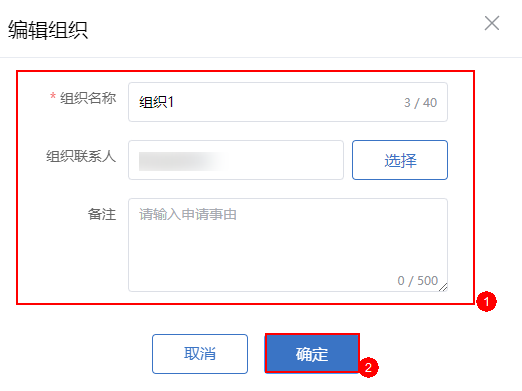 编辑组织
* 组织名称 组织1 3 / 40
组织联系人 选择
备注 请输入申请事由
0 / 500
1
取消 确定
2